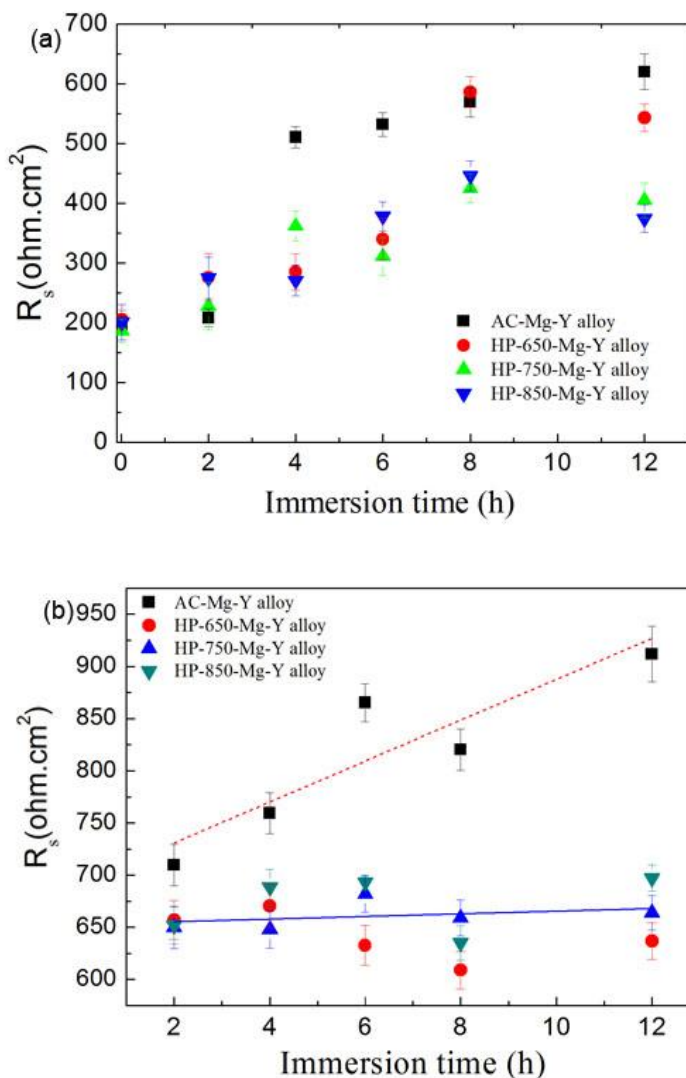 (a)
700
600
500
400
300
200
100
0
R_s(ohm.cm²)
AC-Mg-Y alloy
HP-650-Mg-Y alloy
HP-750-Mg-Y alloy
HP-850-Mg-Y alloy
0 2 4 6 8 10 12
Immersion time (h)
(b)
950
900
850
800
750
700
650
600
R_s(ohm.cm²)
AC-Mg-Y alloy
HP-650-Mg-Y alloy
HP-750-Mg-Y alloy
HP-850-Mg-Y alloy
2 4 6 8 10 12
Immersion time (h)